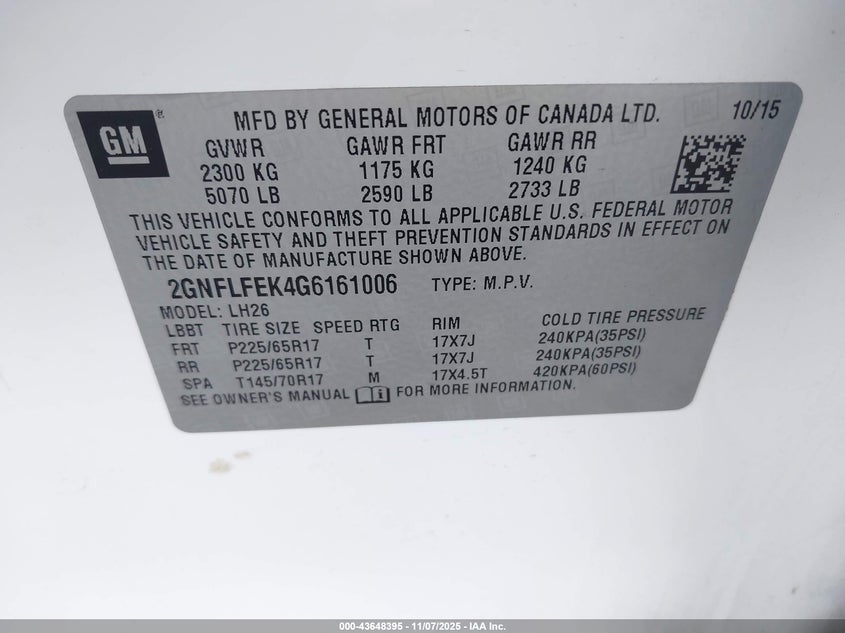 GM
MFD BY GENERAL MOTORS OF CANADA LTD. 10/15
GVWR GAWR FRT GAWR RR
2300 KG 1175 KG 1240 KG
5070 LB 2590 LB 2733 LB
THIS VEHICLE CONFORMS TO ALL APPLICABLE U.S. FEDERAL MOTOR
VEHICLE SAFETY AND THEFT PREVENTION STANDARDS IN EFFECT ON
THE DATE OF MANUFACTURE SHOWN ABOVE.
2GNFLFEK4G6161006 TYPE: M.P.V.
MODEL: LH26
LBBT TIRE SIZE SPEED RTG RIM COLD TIRE PRESSURE
FRT P225/65R17 T 17X7J 240KPA(35PSI)
RR P225/65R17 T 17X7J 240KPA(35PSI)
SPA T145/70R17 M 17X4.5T 420KPA(60PSI)
SEE OWNER'S MANUAL FOR MORE INFORMATION.
000-43648395 - 11/07/2025 - IAA Inc.